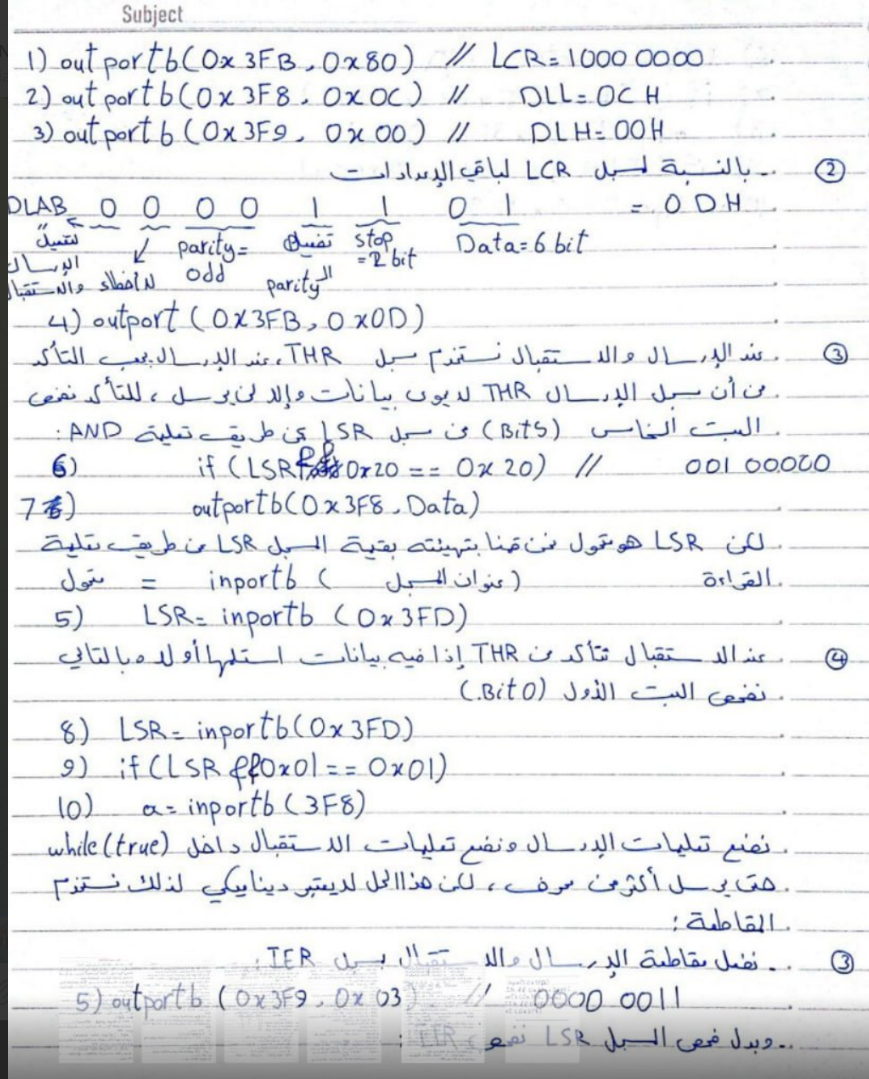 Subject
1) outportb(0x3FB, 0x80) // LCR = 1000 0000
2) outportb(0x3F8, 0x0C) // DLL = 0CH
3) outportb(0x3F9, 0x00) // DLH = 00H
② بالنسبة لسجل LCR لباقي الإعدادات
DLAB 0 0 0 0 1 1 0 1 = 0DH
لتفعيل الإرسال والاستقبال لا أخطاء parity = odd تفعيل الـ parity stop = 2 bit Data = 6 bit
4) outport (0x3FB, 0x0D)
③ عند الإرسال والاستقبال نستخدم سجل THR، عند الإرسال يجب التأكد
من أن سجل الإرسال THR لا يحوي بيانات وإلا لن يرسل، للتأكد نفحص
البت الخامس (Bit5) من سجل LSR عن طريق تعليمة AND:
6) if (LSR && 0x20 == 0x20) // 001 00000
7) outportb(0x3F8, Data)
لكن LSR هو متحول نحن قمنا بتهيئته بقيمة السجل LSR عن طريق تعليمة
القراءة متحول = inportb (عنوان السجل)
5) LSR = inportb (0x3FD)
④ عند الاستقبال نتأكد من THR إذا فيه بيانات استلمها أو لا وبالتالي
نفحص البت الأول (Bit 0).
8) LSR = inportb(0x3FD)
9) if (LSR &&0x01 == 0x01)
10) a = inportb (3F8)
نضع تعليمات الإرسال ونضع تعليمات الاستقبال داخل while(true)
حتى يرسل أكثر من حرف، لكن هذا الحل لا يعتبر ديناميكي لذلك نستخدم
المقاطعة:
③ نفعل مقاطعة الإرسال والاستقبال بسجل IER:
5) outportb (0x3F9, 0x03) // 0000 0011
وبدل فحص السجل LSR نفحص IIR: